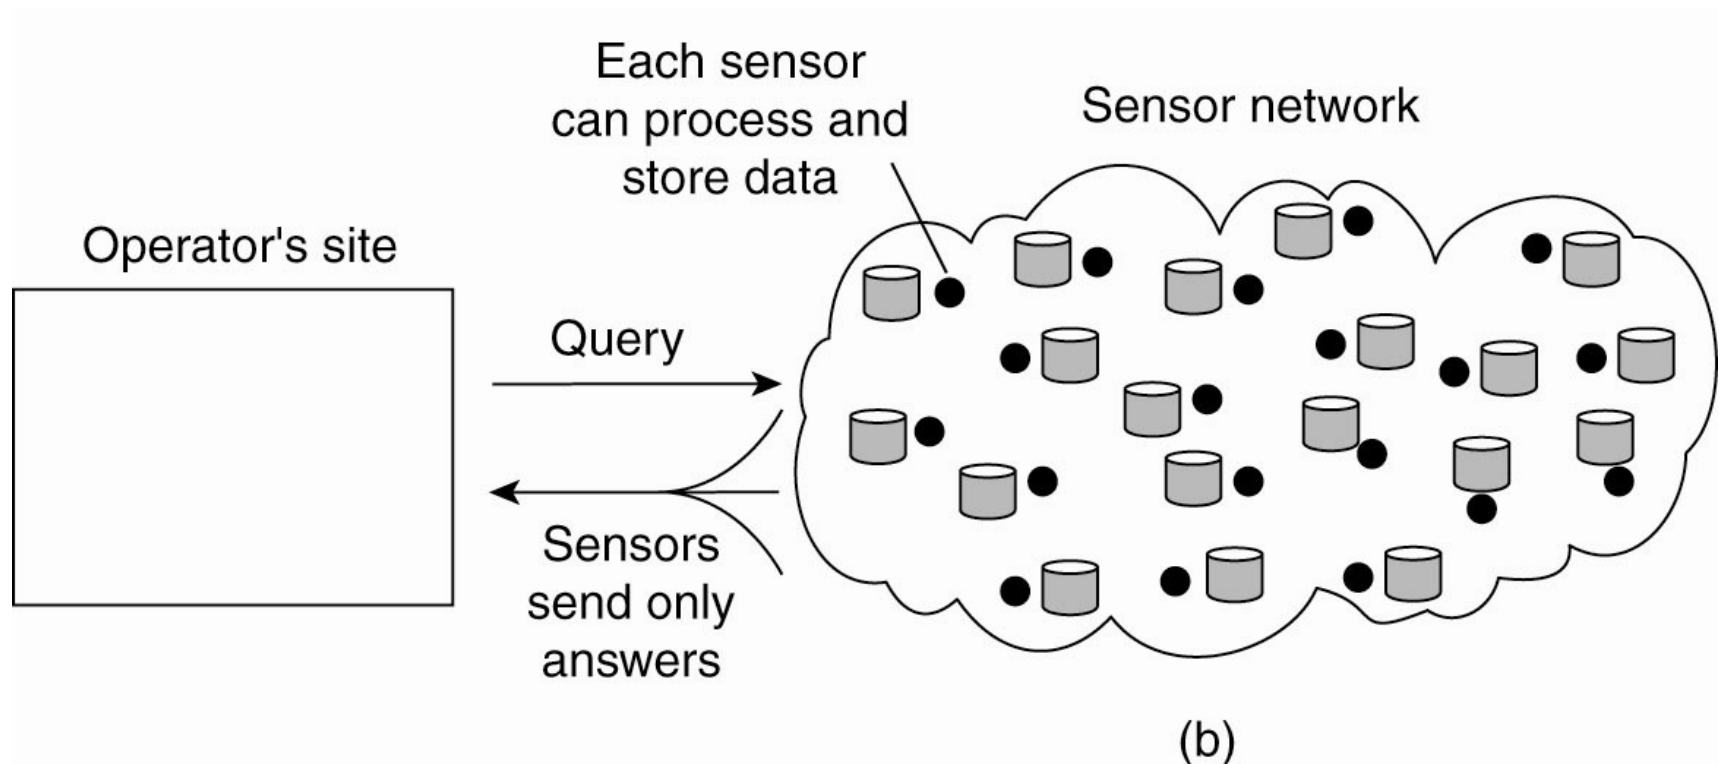 Each sensor
can process and
store data
Sensor network
Operator's site
Query
Sensors
send only
answers
(b)